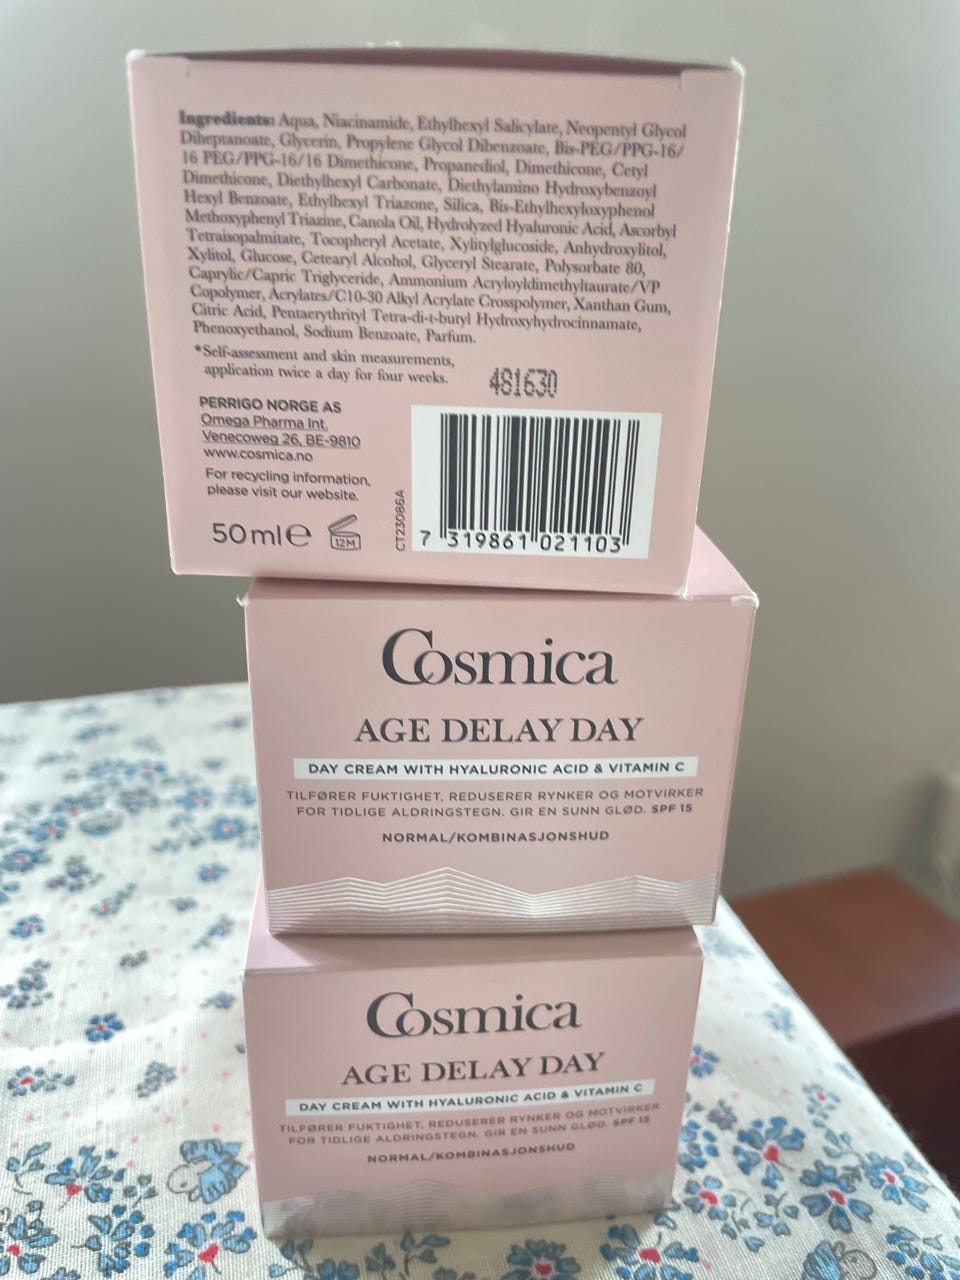 Ingredients: Aqua, Niacinamide, Ethylhexyl Salicylate, Neopentyl Glycol
Diheptanoate, Glycerin, Propylene Glycol Dibenzoate, Bis-PEG/PPG-16/
16 PEG/PPG-16/16 Dimethicone, Propanediol, Dimethicone, Cetyl
Dimethicone, Diethylhexyl Carbonate, Diethylamino Hydroxybenzoyl
Hexyl Benzoate, Ethylhexyl Triazone, Silica, Bis-Ethylhexyloxyphenol
Methoxyphenyl Triazine, Canola Oil, Hydrolyzed Hyaluronic Acid, Ascorbyl
Tetraisopalmitate, Tocopheryl Acetate, Xylitylglucoside, Anhydroxylitol,
Xylitol, Glucose, Cetearyl Alcohol, Glyceryl Stearate, Polysorbate 80,
Caprylic/Capric Triglyceride, Ammonium Acryloyldimethyltaurate/VP
Copolymer, Acrylates/C10-30 Alkyl Acrylate Crosspolymer, Xanthan Gum,
Citric Acid, Pentaerythrityl Tetra-di-t-butyl Hydroxyhydrocinnamate,
Phenoxyethanol, Sodium Benzoate, Parfum.
*Self-assessment and skin measurements,
application twice a day for four weeks.
481630
PERRIGO NORGE AS
Omega Pharma Int.
Venecoweg 26, BE-9810
www.cosmica.no
For recycling information,
please visit our website.
50 ml e
12M
CT23086A
7 319861 021103
Cosmica
AGE DELAY DAY
DAY CREAM WITH HYALURONIC ACID & VITAMIN C
TILFØRER FUKTIGHET, REDUSERER RYNKER OG MOTVIRKER
FOR TIDLIGE ALDRINGSTEGN. GIR EN SUNN GLØD. SPF 15
NORMAL/KOMBINASJONSHUD
Cosmica
AGE DELAY DAY
DAY CREAM WITH HYALURONIC ACID & VITAMIN C
TILFØRER FUKTIGHET, REDUSERER RYNKER OG MOTVIRKER
FOR TIDLIGE ALDRINGSTEGN. GIR EN SUNN GLØD. SPF 15
NORMAL/KOMBINASJONSHUD